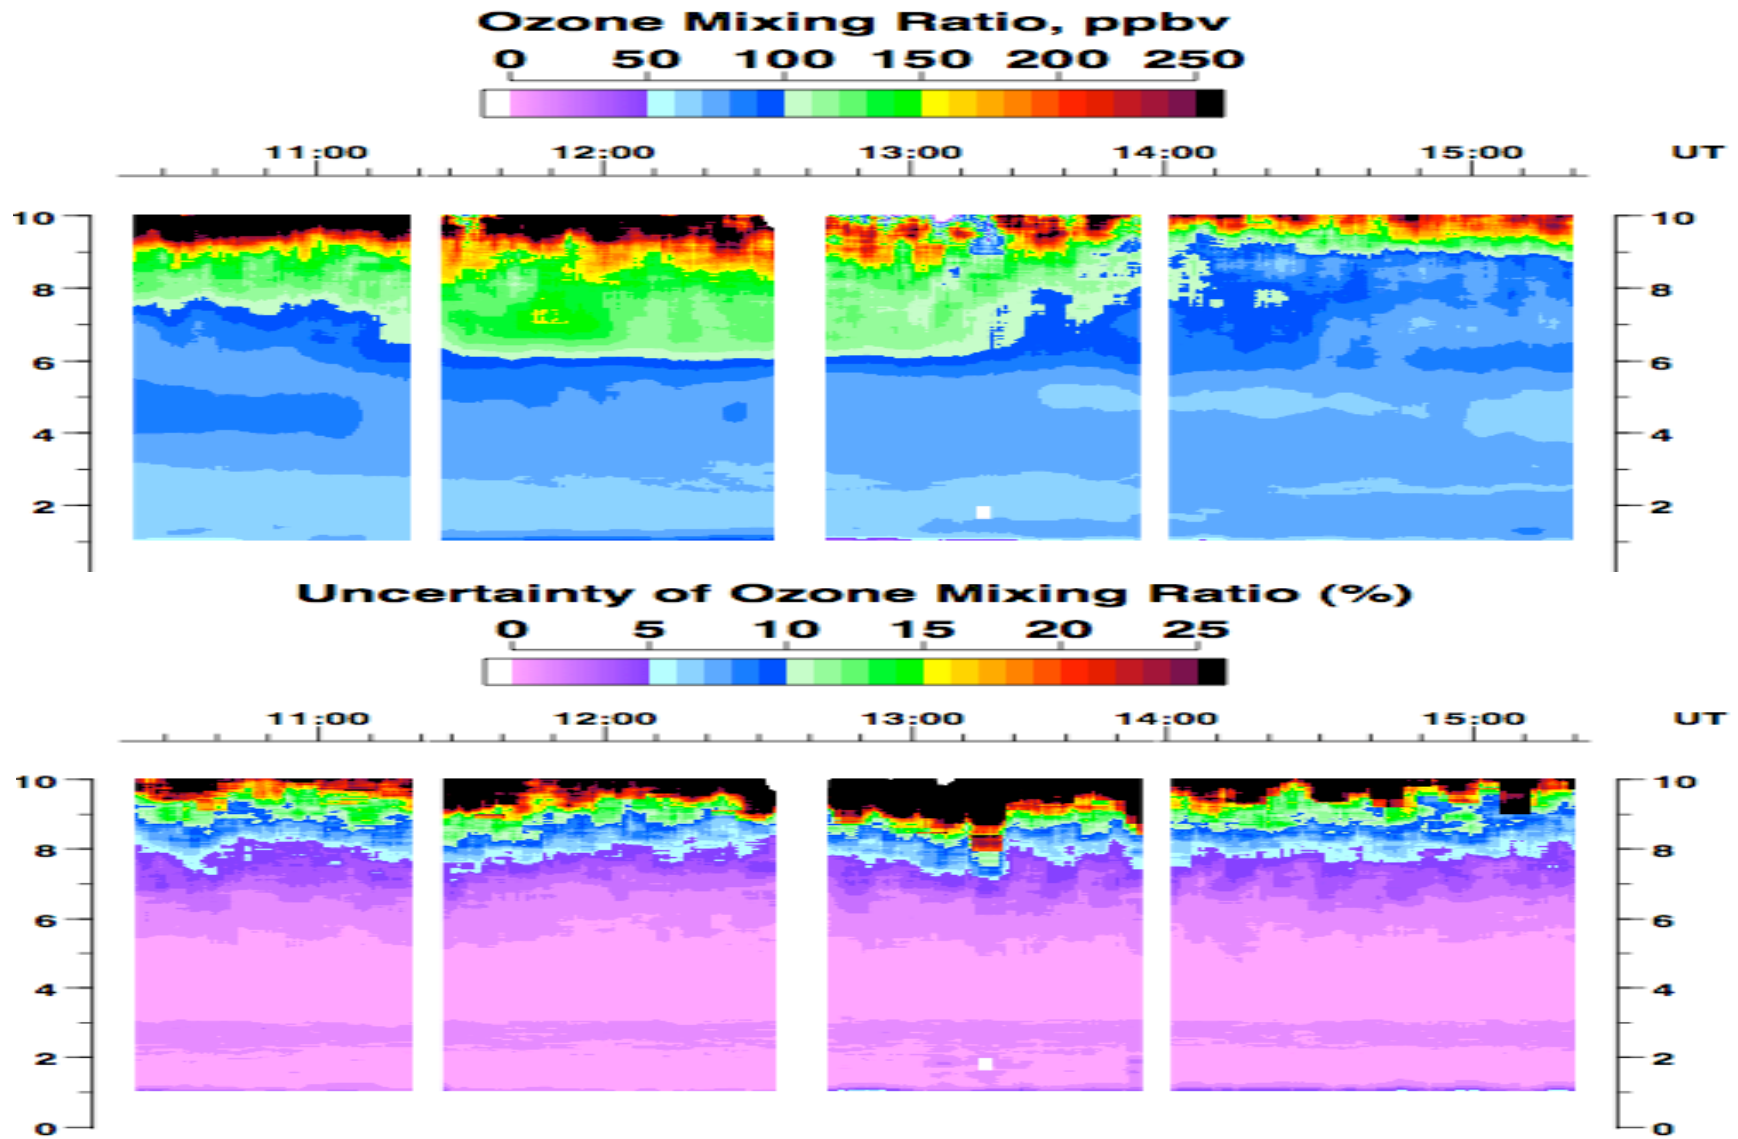 Ozone Mixing Ratio, ppbv
0 50 100 150 200 250
11:00 12:00 13:00 14:00 15:00 UT
10 10
8 8
6 6
4 4
2 2
Uncertainty of Ozone Mixing Ratio (%)
0 5 10 15 20 25
11:00 12:00 13:00 14:00 15:00 UT
10 10
8 8
6 6
4 4
2 2
0 0